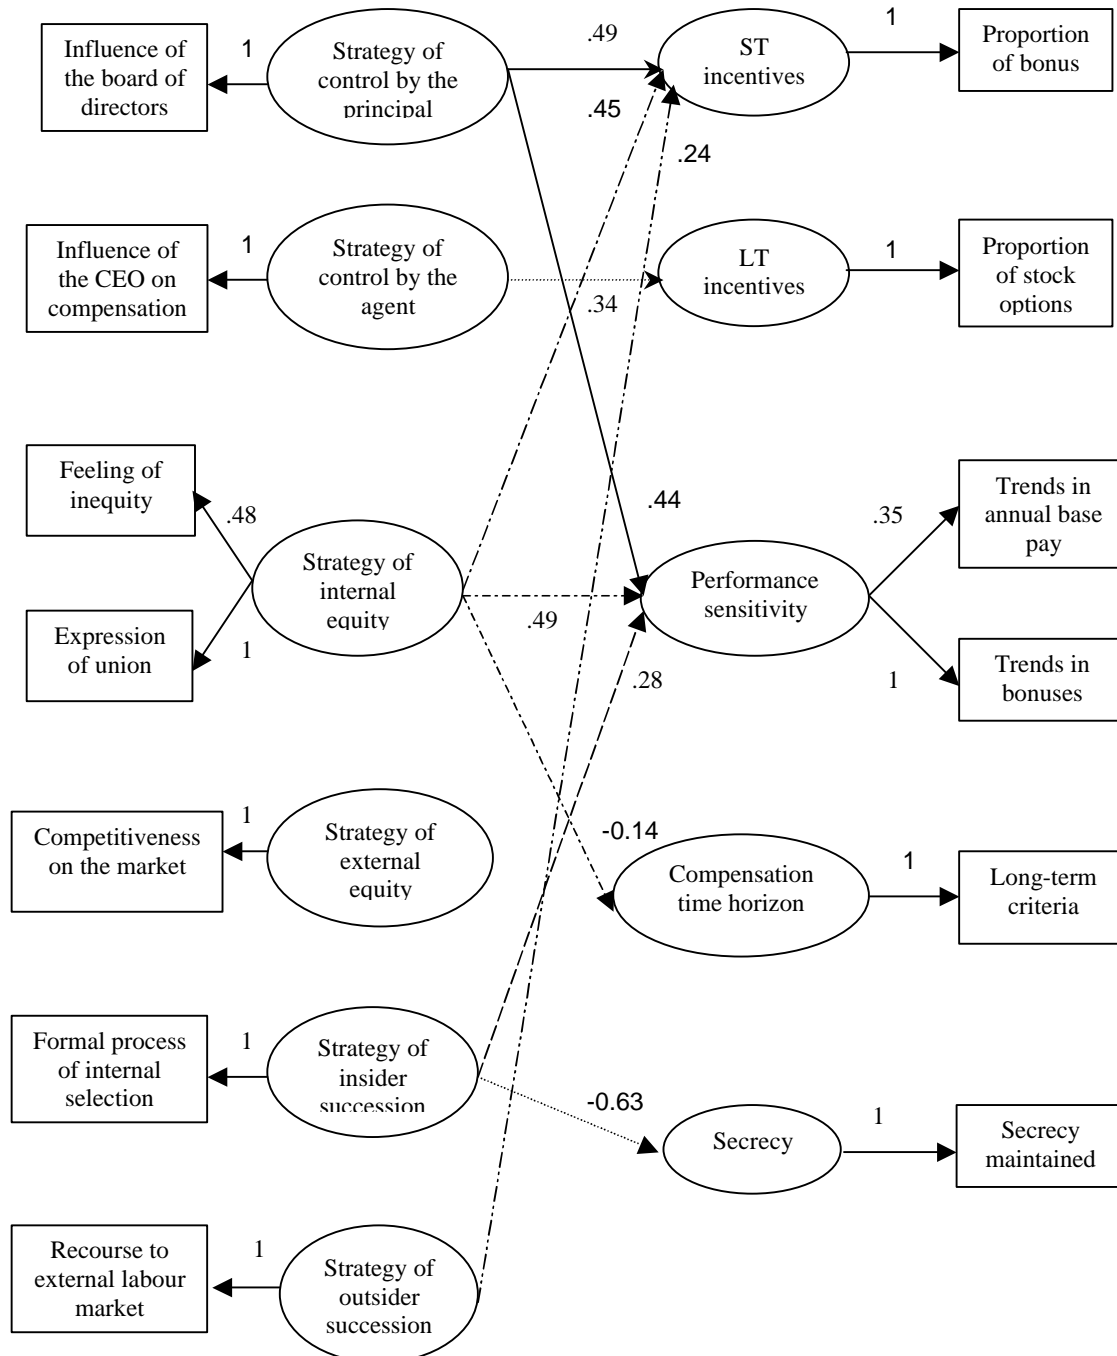 Influence of
the board of
directors
1
Strategy of
control by the
principal
.49
ST
incentives
1
Proportion
of bonus
.45
.24
Influence of
the CEO on
compensation
1
Strategy of
control by the
agent
.34
LT
incentives
1
Proportion
of stock
options
Feeling of
inequity
.48
Expression
of union
1
Strategy of
internal
equity
.44
.49
.28
Performance
sensitivity
.35
Trends in
annual base
pay
1
Trends in
bonuses
Competitiveness
on the market
1
Strategy of
external
equity
-0.14
Compensation
time horizon
1
Long-term
criteria
Formal process
of internal
selection
1
Strategy of
insider
succession
-0.63
Secrecy
1
Secrecy
maintained
Recourse to
external labour
market
1
Strategy of
outsider
succession